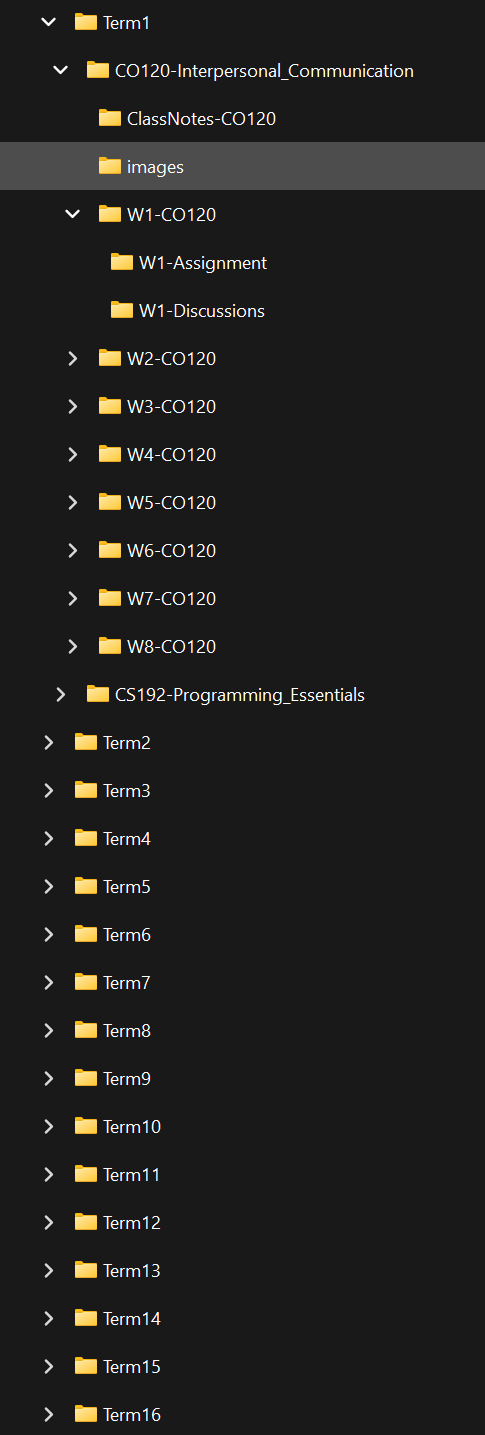 Term1
CO120-Interpersonal_Communication
ClassNotes-CO120
images
W1-CO120
W1-Assignment
W1-Discussions
W2-CO120
W3-CO120
W4-CO120
W5-CO120
W6-CO120
W7-CO120
W8-CO120
CS192-Programming_Essentials
Term2
Term3
Term4
Term5
Term6
Term7
Term8
Term9
Term10
Term11
Term12
Term13
Term14
Term15
Term16